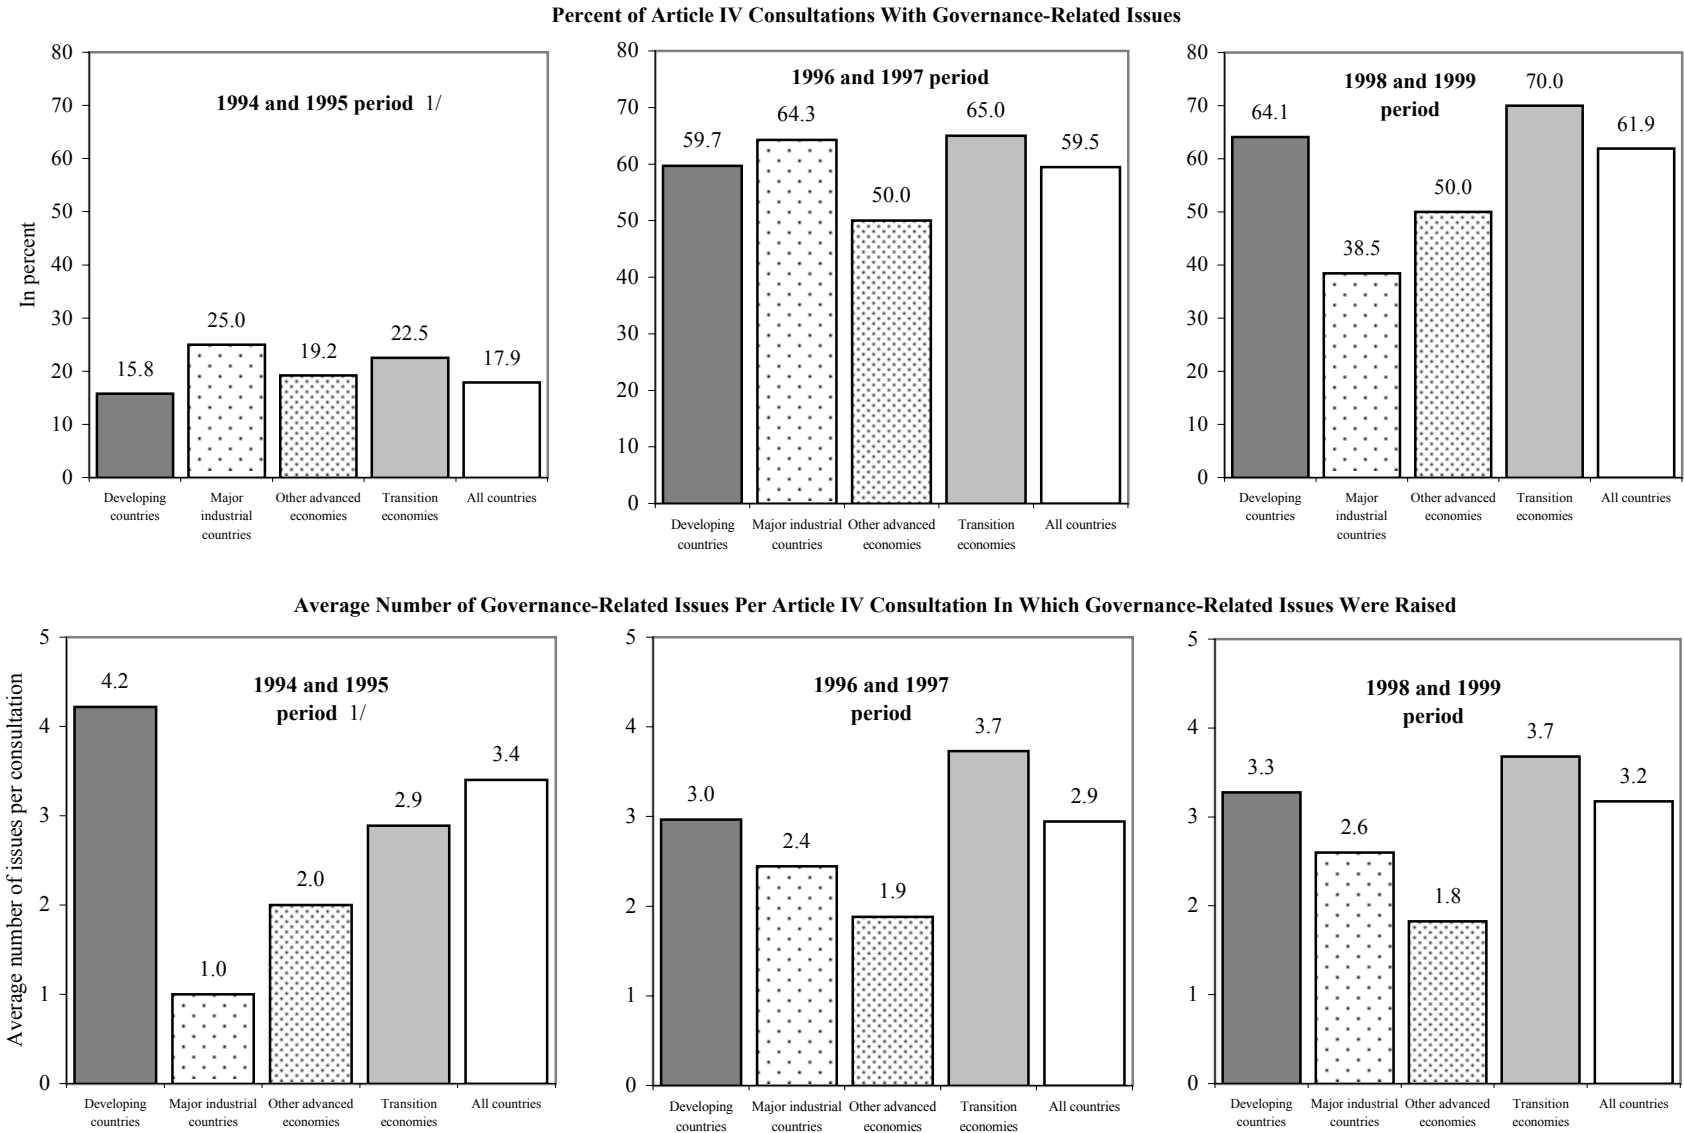 Percent of Article IV Consultations With Governance-Related Issues
1994 and 1995 period 1/
In percent
80
70
60
50
40
30
20
10
0
15.8
25.0
19.2
22.5
17.9
Developing
countries
Major
industrial
countries
Other advanced
economies
Transition
economies
All countries
1996 and 1997 period
80
70
60
50
40
30
20
10
0
59.7
64.3
50.0
65.0
59.5
Developing
countries
Major industrial
countries
Other advanced
economies
Transition
economies
All countries
1998 and 1999
period
80
70
60
50
40
30
20
10
0
64.1
38.5
50.0
70.0
61.9
Developing
countries
Major
industrial
countries
Other advanced
economies
Transition
economies
All countries
Average Number of Governance-Related Issues Per Article IV Consultation In Which Governance-Related Issues Were Raised
1994 and 1995
period 1/
Average number of issues per consultation
5
4
3
2
1
0
4.2
1.0
2.0
2.9
3.4
Developing
countries
Major industrial
countries
Other advanced
economies
Transition
economies
All countries
1996 and 1997
period
5
4
3
2
1
0
3.0
2.4
1.9
3.7
2.9
Developing
countries
Major industrial
countries
Other advanced
economies
Transition
economies
All countries
1998 and 1999
period
5
4
3
2
1
0
3.3
2.6
1.8
3.7
3.2
Developing
countries
Major industrial
countries
Other advanced
economies
Transition
economies
All countries